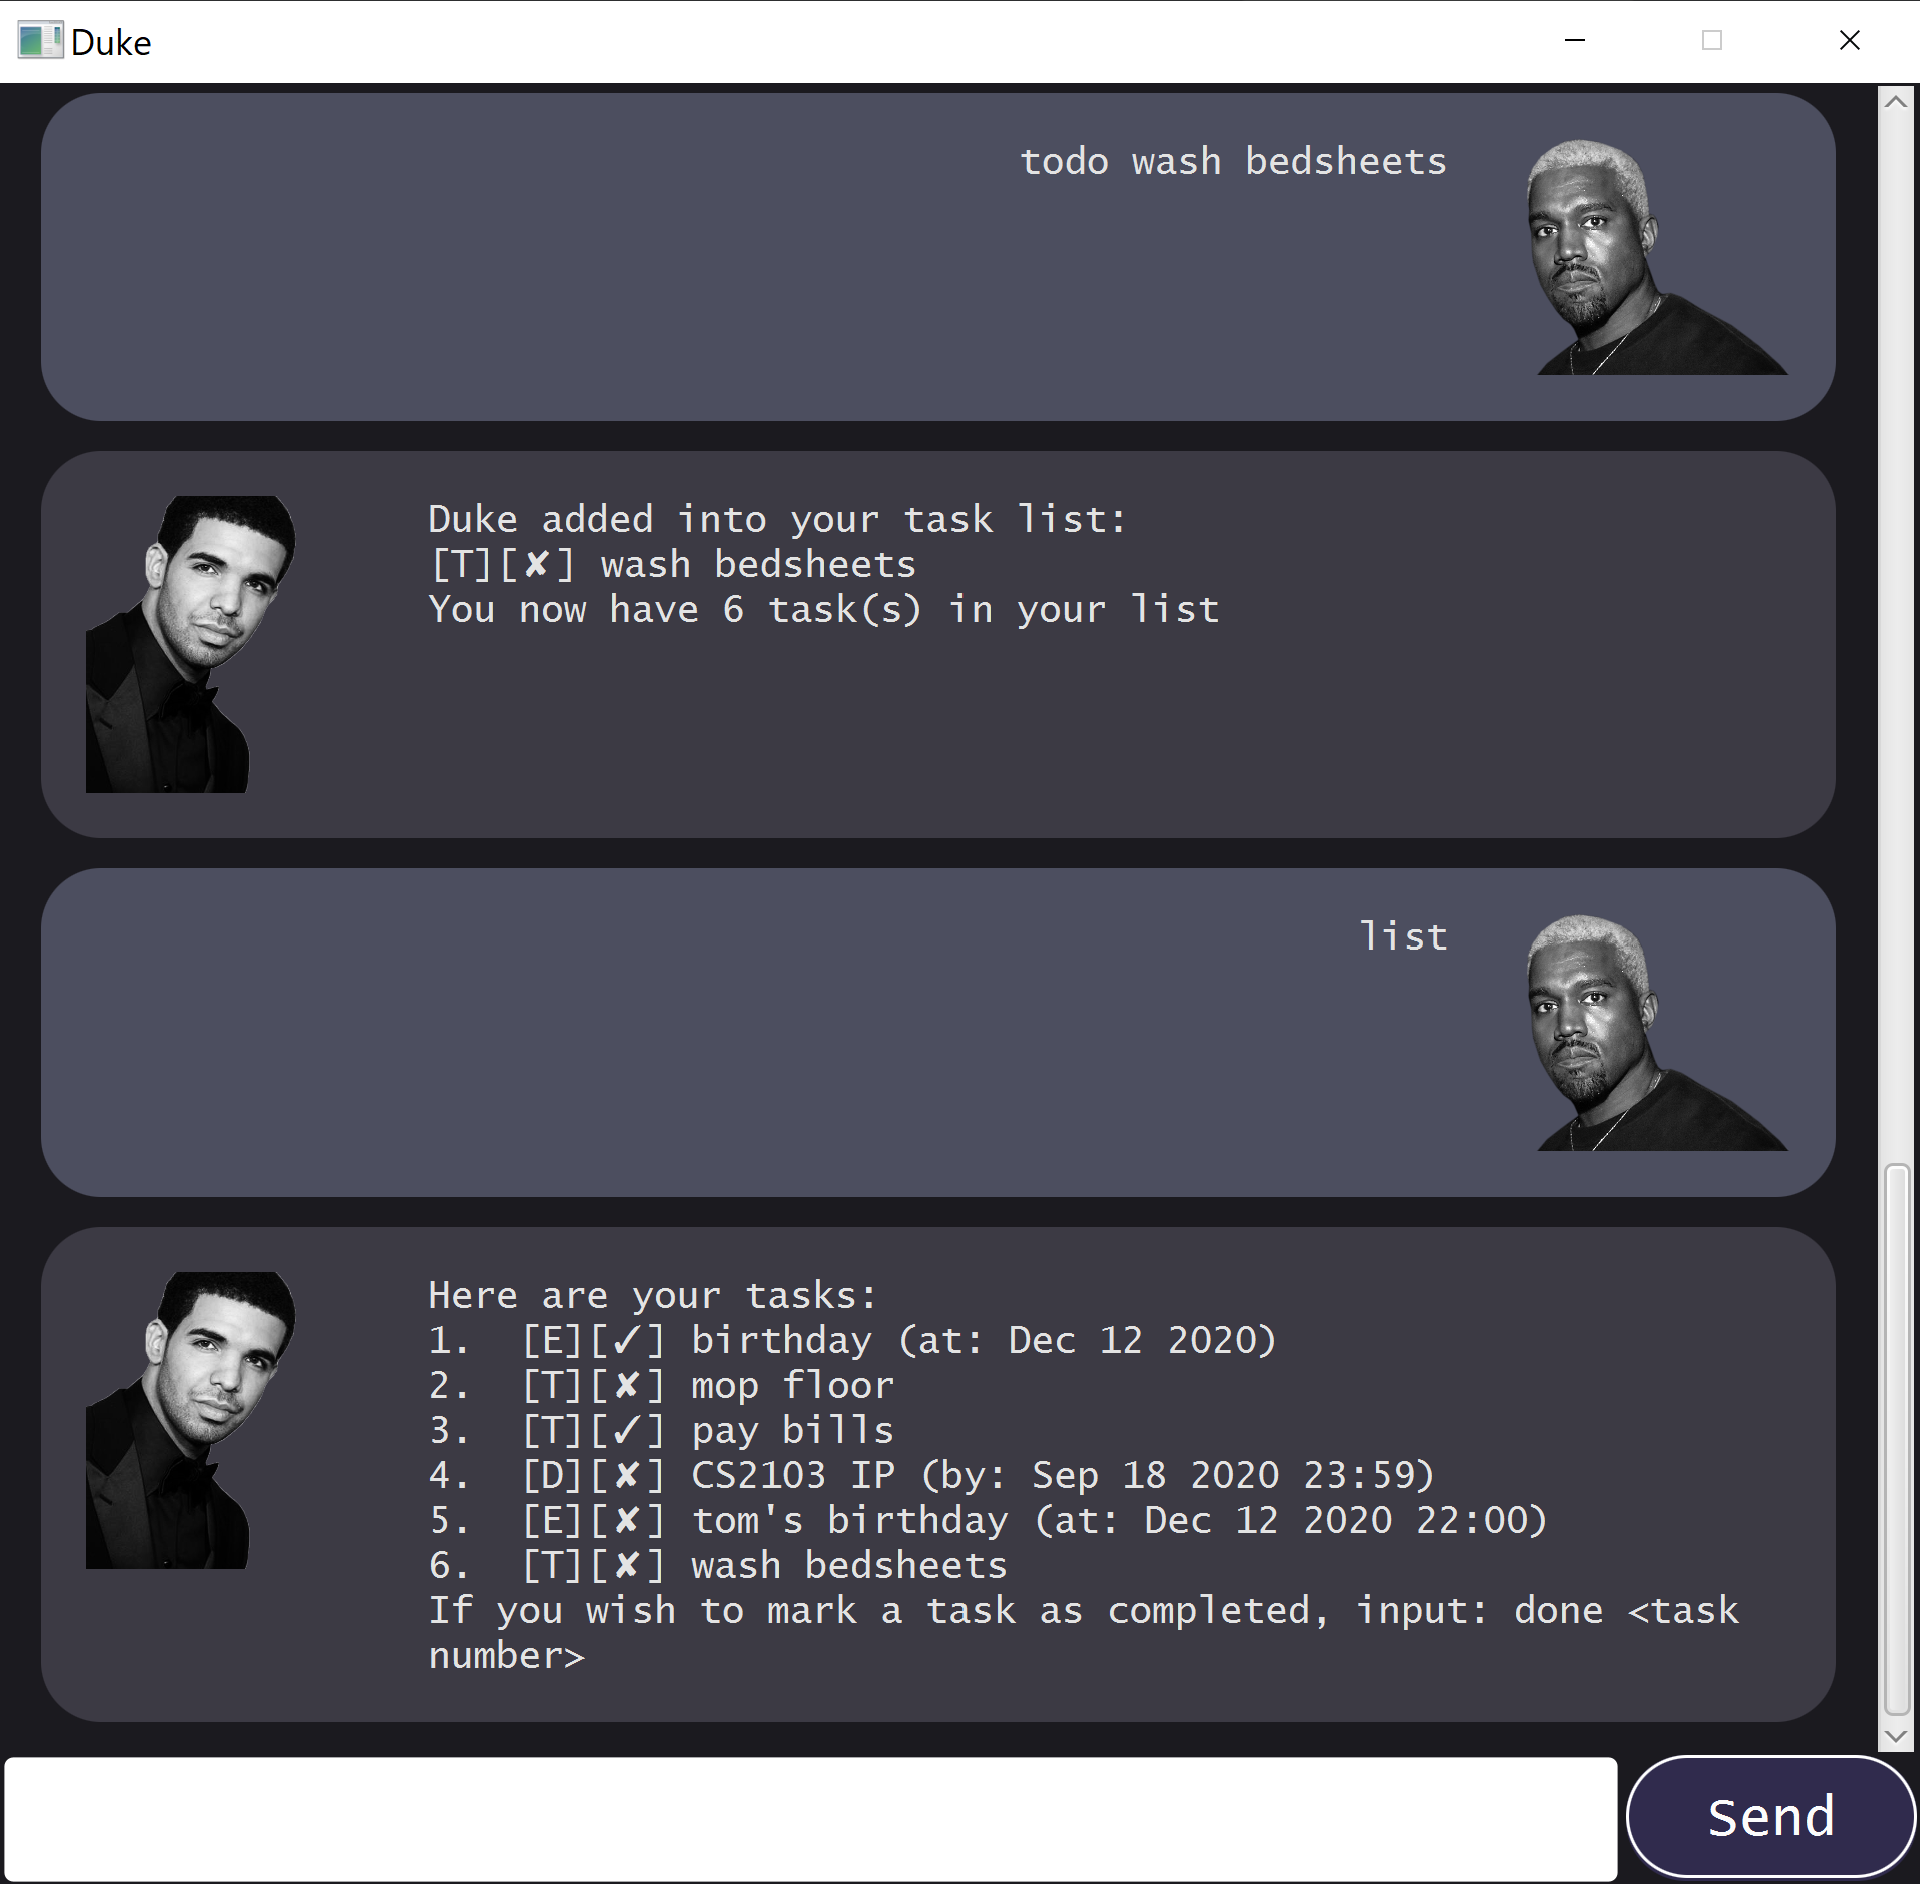 Duke
todo wash bedsheets
Duke added into your task list:
[T][✘] wash bedsheets
You now have 6 task(s) in your list
list
Here are your tasks:
1.  [E][✓] birthday (at: Dec 12 2020)
2.  [T][✘] mop floor
3.  [T][✓] pay bills
4.  [D][✘] CS2103 IP (by: Sep 18 2020 23:59)
5.  [E][✘] tom's birthday (at: Dec 12 2020 22:00)
6.  [T][✘] wash bedsheets
If you wish to mark a task as completed, input: done <task
number>
Send